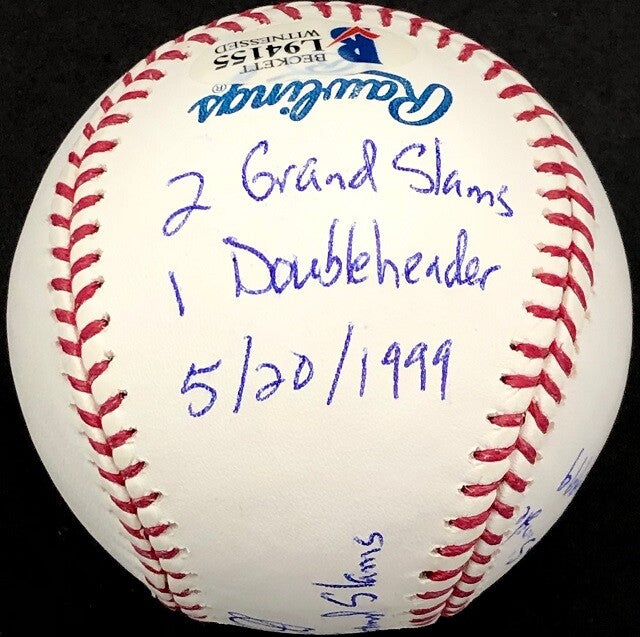 WITNESSED
BECKETT
L94155
Rawlings®
2 Grand Slams
1 Doubleheader
5/20/1999
Slams